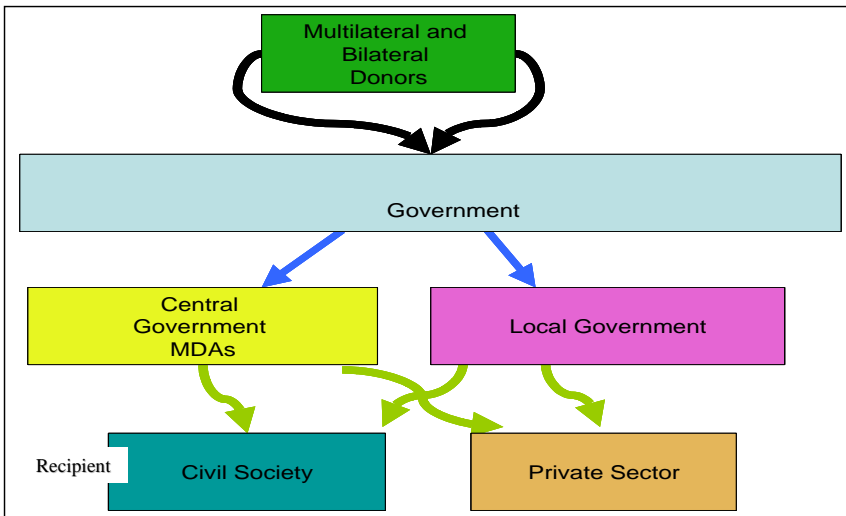 Multilateral and
Bilateral
Donors
Government
Central
Government
MDAs
Local Government
Recipient
Civil Society
Private Sector